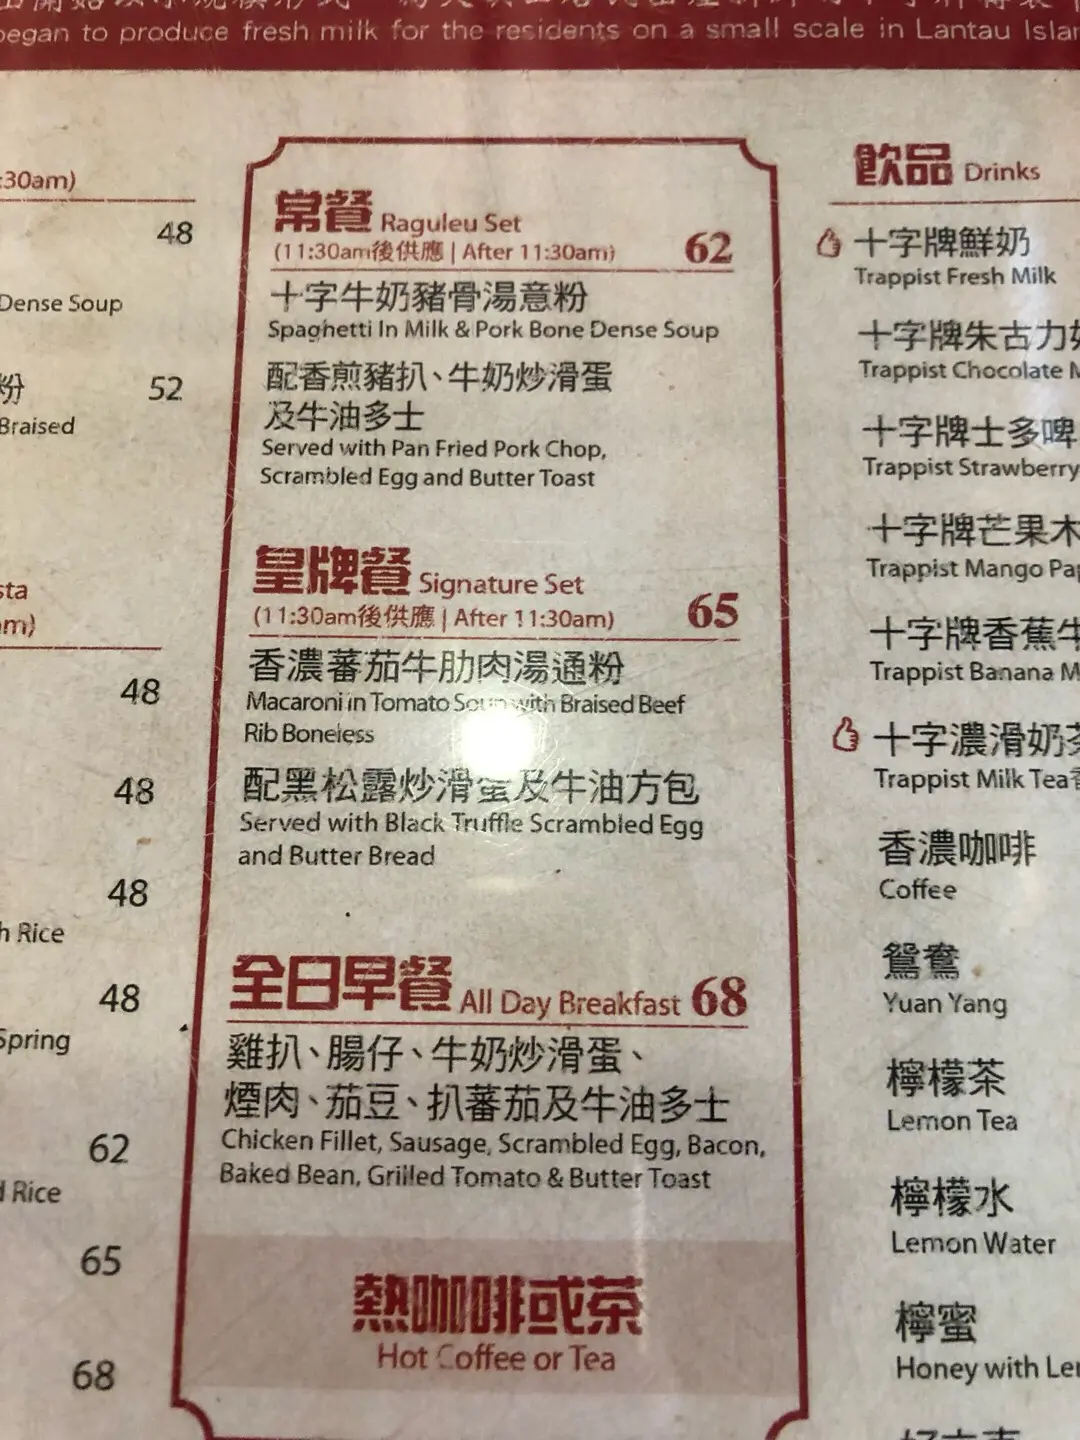 began to produce fresh milk for the residents on a small scale in Lantau
:30am)
48
Dense Soup
粉 52
Braised
sta
m)
48
48
48
h Rice
48
Spring
62
d Rice
65
68
常餐 Raguleu Set
(11:30am後供應 | After 11:30am) 62
十字牛奶豬骨湯意粉
Spaghetti In Milk & Pork Bone Dense Soup
配香煎豬扒、牛奶炒滑蛋
及牛油多士
Served with Pan Fried Pork Chop,
Scrambled Egg and Butter Toast
皇牌餐 Signature Set
(11:30am後供應 | After 11:30am) 65
香濃蕃茄牛肋肉湯通粉
Macaroni in Tomato Soup with Braised Beef
Rib Boneless
配黑松露炒滑蛋及牛油方包
Served with Black Truffle Scrambled Egg
and Butter Bread
全日早餐 All Day Breakfast 68
雞扒、腸仔、牛奶炒滑蛋、
煙肉、茄豆、扒蕃茄及牛油多士
Chicken Fillet, Sausage, Scrambled Egg, Bacon,
Baked Bean, Grilled Tomato & Butter Toast
熱咖啡或茶
Hot Coffee or Tea
飲品 Drinks
十字牌鮮奶
Trappist Fresh Milk
十字牌朱古力
Trappist Chocolate M
十字牌士多啤
Trappist Strawberry
十字牌芒果木
Trappist Mango Pap
十字牌香蕉牛
Trappist Banana M
十字濃滑奶茶
Trappist Milk Tea
香濃咖啡
Coffee
鴛鴦
Yuan Yang
檸檬茶
Lemon Tea
檸檬水
Lemon Water
檸蜜
Honey with Le